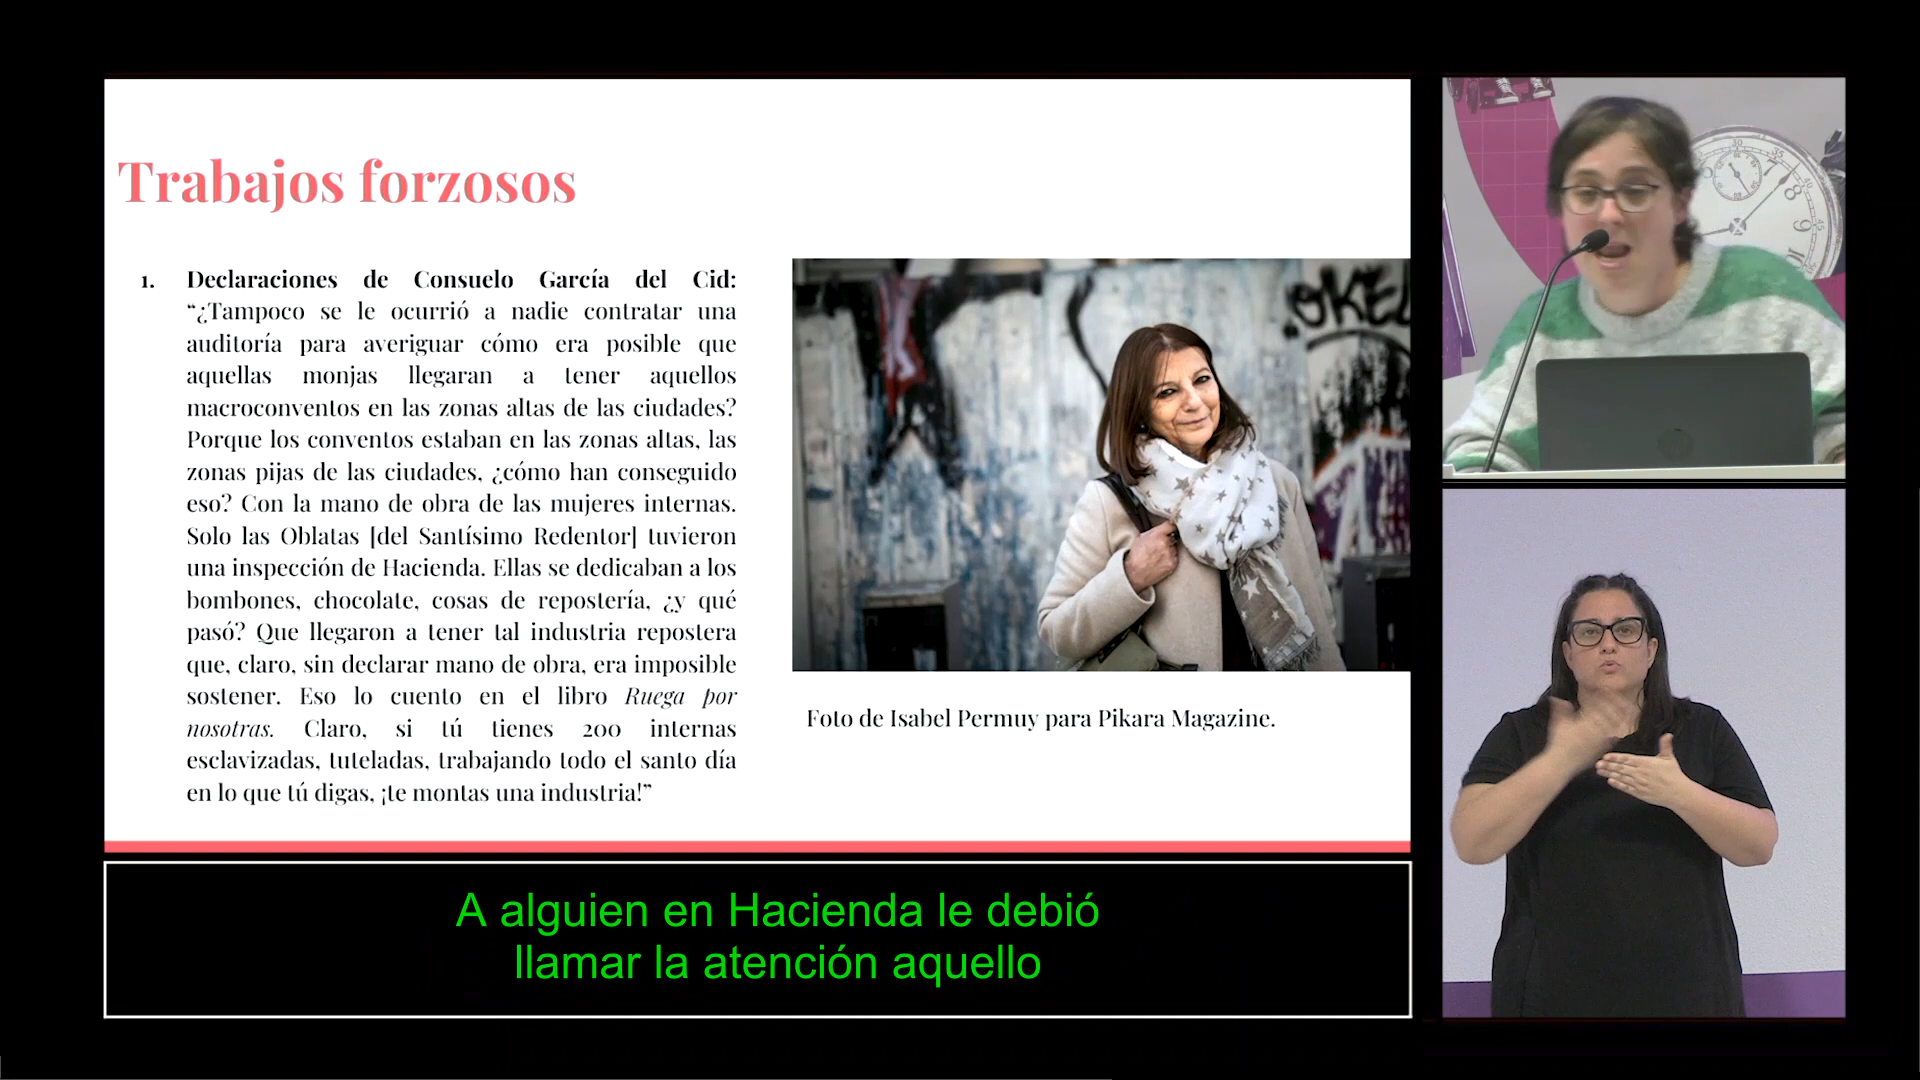 Trabajos forzosos
1. Declaraciones de Consuelo García del Cid:
“¿Tampoco se le ocurrió a nadie contratar una
auditoría para averiguar cómo era posible que
aquellas monjas llegaran a tener aquellos
macroconventos en las zonas altas de las ciudades?
Porque los conventos estaban en las zonas altas, las
zonas pijas de las ciudades, ¿cómo han conseguido
eso? Con la mano de obra de las mujeres internas.
Solo las Oblatas [del Santísimo Redentor] tuvieron
una inspección de Hacienda. Ellas se dedicaban a los
bombones, chocolate, cosas de repostería, ¿y qué
pasó? Que llegaron a tener tal industria repostera
que, claro, sin declarar mano de obra, era imposible
sostener. Eso lo cuento en el libro Ruega por
nosotras. Claro, si tú tienes 200 internas
esclavizadas, tuteladas, trabajando todo el santo día
en lo que tú digas, ¡te montas una industria!”
Foto de Isabel Permuy para Pikara Magazine.
A alguien en Hacienda le debió
llamar la atención aquello